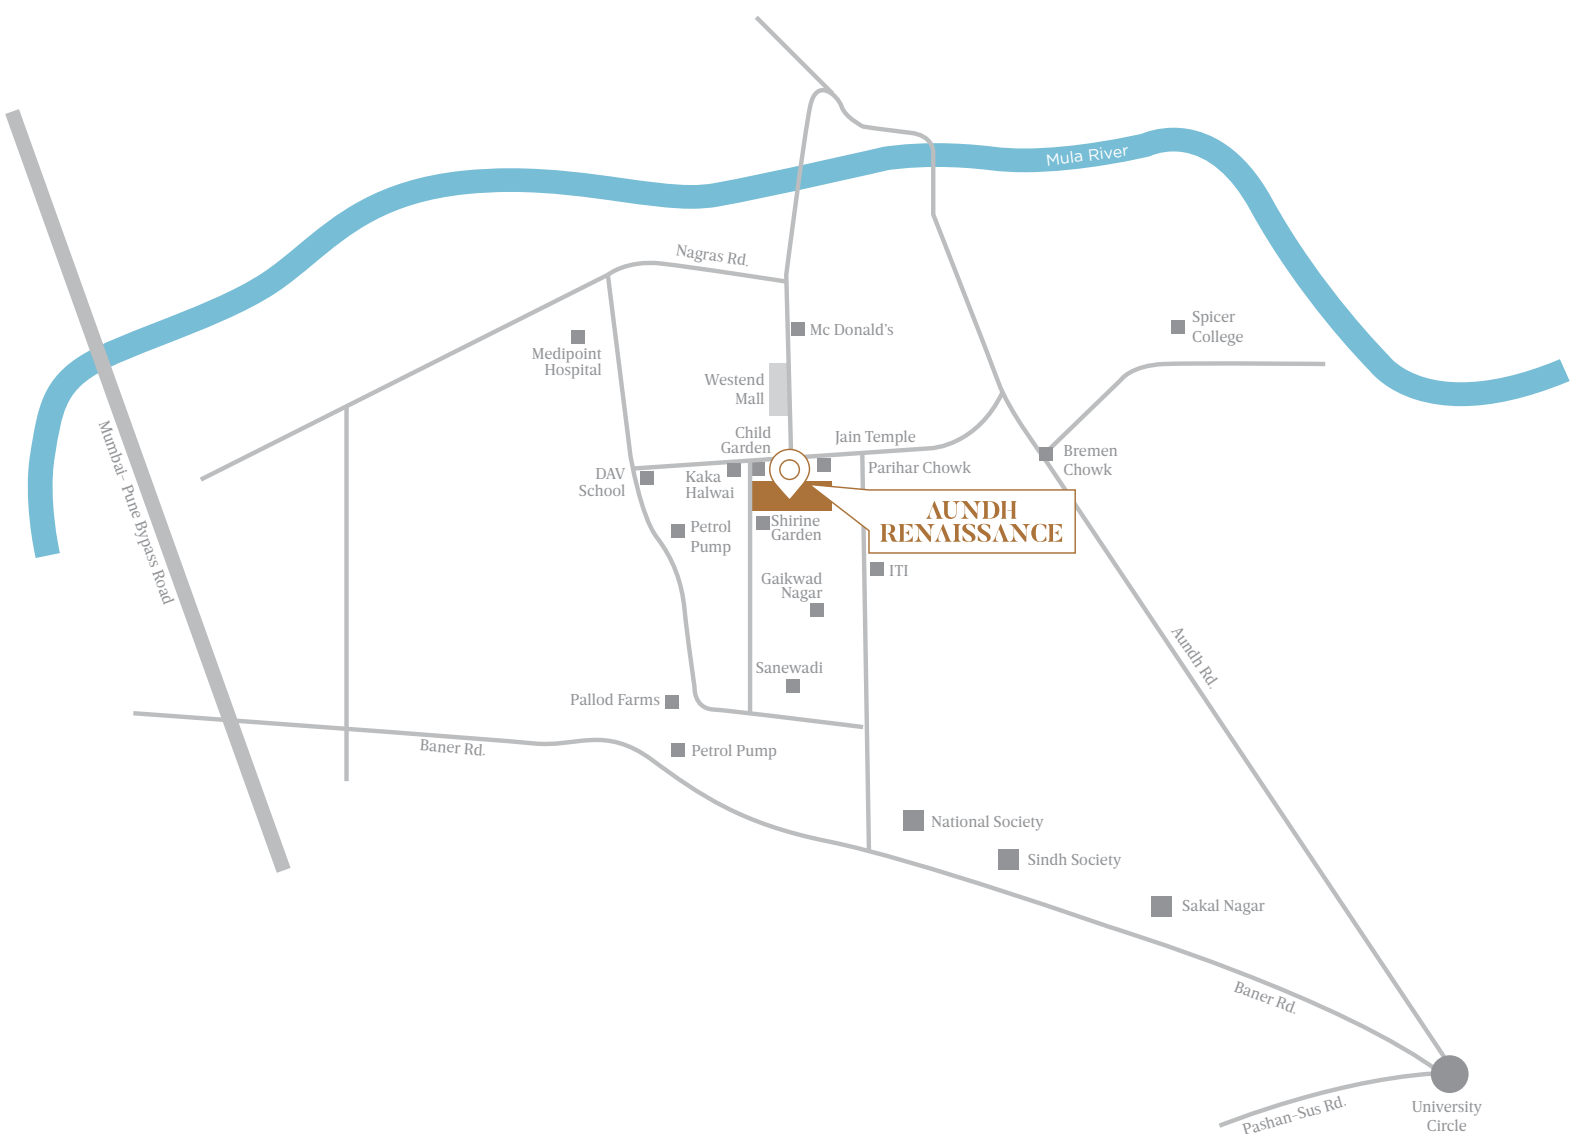 Mula River
Nagras Rd.
Spicer
College
Mc Donald's
Medipoint
Hospital
Westend
Mall
Mumbai- Pune Bypass Road
Child
Garden
Jain Temple
Bremen
Chowk
Parihar Chowk
DAV
School
Kaka
Halwai
AUNDH
RENAISSANCE
Shirine
Garden
Petrol
Pump
ITI
Gaikwad
Nagar
Aundh Rd.
Sanewadi
Pallod Farms
Baner Rd.
Petrol Pump
National Society
Sindh Society
Sakal Nagar
Baner Rd.
Pashan-Sus Rd.
University
Circle